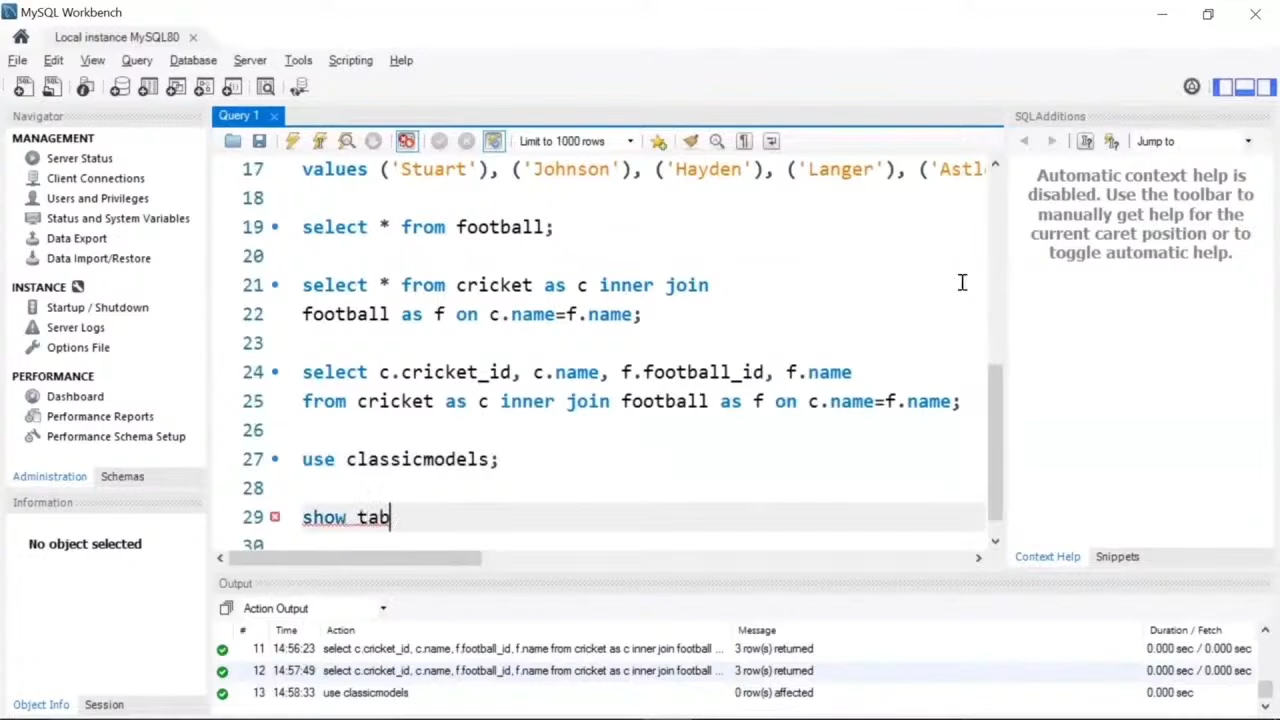 MySQL Workbench
Local instance MySQL80
File Edit View Query Database Server Tools Scripting Help
Navigator
MANAGEMENT
Server Status
Client Connections
Users and Privileges
Status and System Variables
Data Export
Data Import/Restore
INSTANCE
Startup / Shutdown
Server Logs
Options File
PERFORMANCE
Dashboard
Performance Reports
Performance Schema Setup
Administration Schemas
Information
No object selected
Object Info Session
Query 1
Limit to 1000 rows
17 values ('Stuart'), ('Johnson'), ('Hayden'), ('Langer'), ('Astl
18
19 select * from football;
20
21 select * from cricket as c inner join
22 football as f on c.name=f.name;
23
24 select c.cricket_id, c.name, f.football_id, f.name
25 from cricket as c inner join football as f on c.name=f.name;
26
27 use classicmodels;
28
29 show tab
30
SQLAdditions
Jump to
Automatic context help is
disabled. Use the toolbar to
manually get help for the
current caret position or to
toggle automatic help.
Context Help Snippets
Output
Action Output
# Time Action Message Duration / Fetch
11 14:56:23 select c.cricket_id, c.name, f.football_id, f.name from cricket as c inner join football ... 3 row(s) returned 0.000 sec / 0.000 sec
12 14:57:49 select c.cricket_id, c.name, f.football_id, f.name from cricket as c inner join football ... 3 row(s) returned 0.000 sec / 0.000 sec
13 14:58:33 use classicmodels 0 row(s) affected 0.000 sec